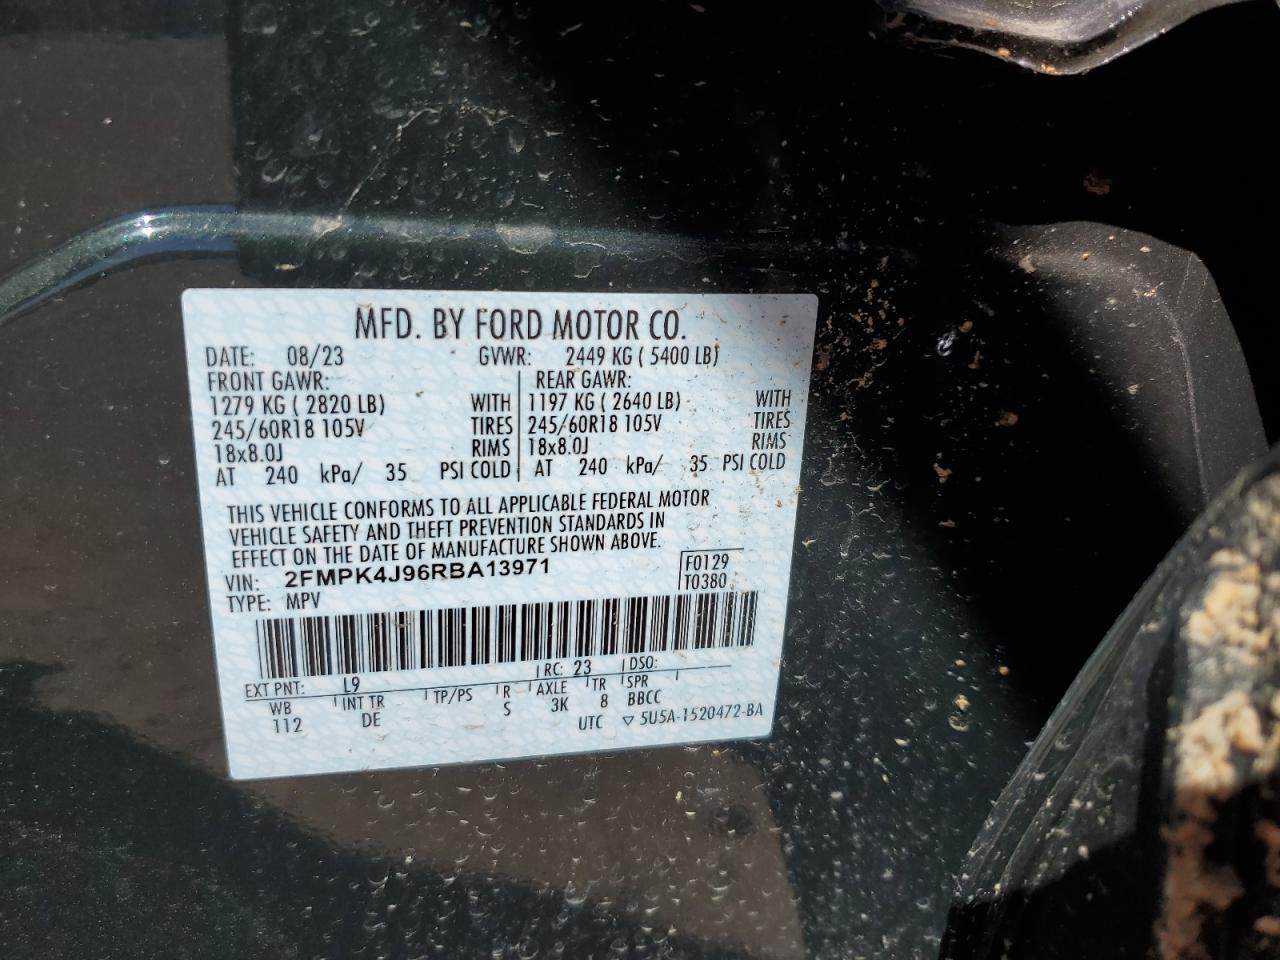 MFD. BY FORD MOTOR CO.
DATE: 08/23 GVWR: 2449 KG ( 5400 LB)
FRONT GAWR: REAR GAWR:
1279 KG ( 2820 LB) WITH 1197 KG ( 2640 LB) WITH
245/60R18 105V TIRES 245/60R18 105V TIRES
18x8.0J RIMS 18x8.0J RIMS
AT 240 kPa/ 35 PSI COLD AT 240 kPa/ 35 PSI COLD
THIS VEHICLE CONFORMS TO ALL APPLICABLE FEDERAL MOTOR
VEHICLE SAFETY AND THEFT PREVENTION STANDARDS IN
EFFECT ON THE DATE OF MANUFACTURE SHOWN ABOVE.
VIN: 2FMPK4J96RBA13971 F0129
TYPE: MPV T0380
EXT PNT: L9 RC: 23 DSO:
WB INT TR TP/PS R AXLE TR SPR
112 DE S 3K 8 BBCC
UTC ▽ 5U5A-1520472-BA